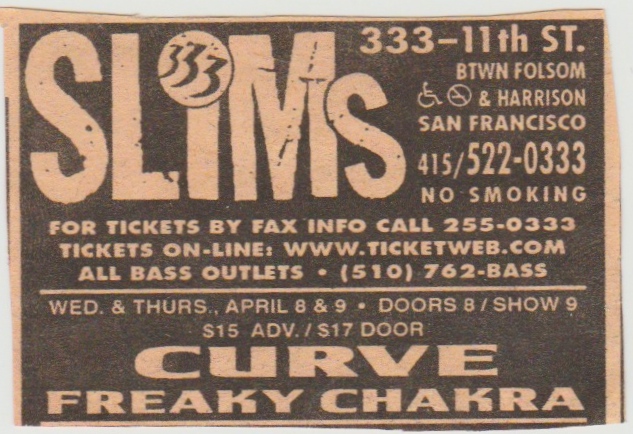 SLiMs
333
333-11th ST.
BTWN FOLSOM
& HARRISON
SAN FRANCISCO
415/522-0333
NO SMOKING
FOR TICKETS BY FAX INFO CALL 255-0333
TICKETS ON-LINE: WWW.TICKETWEB.COM
ALL BASS OUTLETS • (510) 762-BASS
WED. & THURS., APRIL 8 & 9 • DOORS 8 / SHOW 9
$15 ADV. / $17 DOOR
CURVE
FREAKY CHAKRA